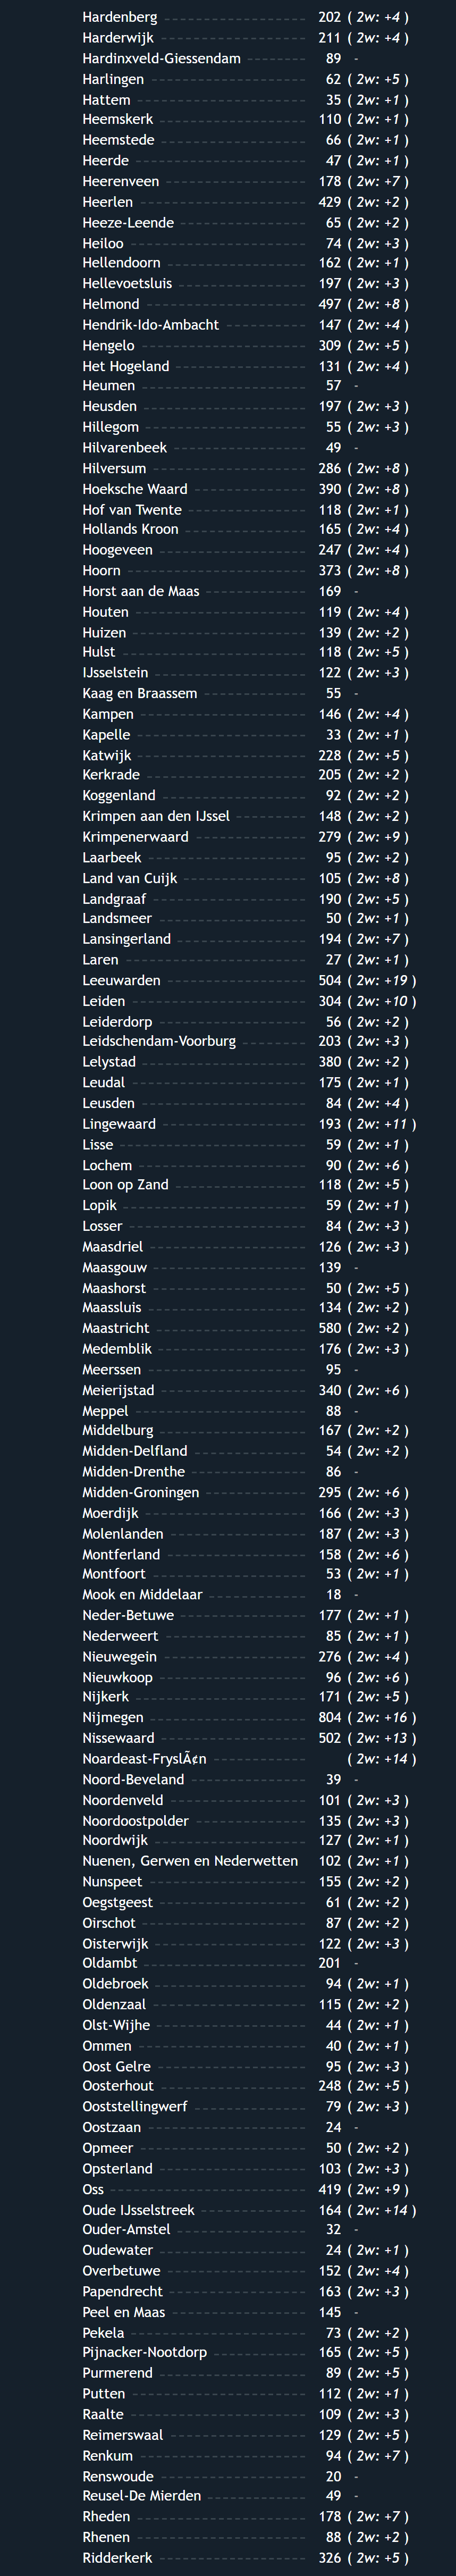 Hardenberg 202 ( 2w: +4 )
Harderwijk 211 ( 2w: +4 )
Hardinxveld-Giessendam 89 -
Harlingen 62 ( 2w: +5 )
Hattem 35 ( 2w: +1 )
Heemskerk 110 ( 2w: +1 )
Heemstede 66 ( 2w: +1 )
Heerde 47 ( 2w: +1 )
Heerenveen 178 ( 2w: +7 )
Heerlen 429 ( 2w: +2 )
Heeze-Leende 65 ( 2w: +2 )
Heiloo 74 ( 2w: +3 )
Hellendoorn 162 ( 2w: +1 )
Hellevoetsluis 197 ( 2w: +3 )
Helmond 497 ( 2w: +8 )
Hendrik-Ido-Ambacht 147 ( 2w: +4 )
Hengelo 309 ( 2w: +5 )
Het Hogeland 131 ( 2w: +4 )
Heumen 57 -
Heusden 197 ( 2w: +3 )
Hillegom 55 ( 2w: +3 )
Hilvarenbeek 49 -
Hilversum 286 ( 2w: +8 )
Hoeksche Waard 390 ( 2w: +8 )
Hof van Twente 118 ( 2w: +1 )
Hollands Kroon 165 ( 2w: +4 )
Hoogeveen 247 ( 2w: +4 )
Hoorn 373 ( 2w: +8 )
Horst aan de Maas 169 -
Houten 119 ( 2w: +4 )
Huizen 139 ( 2w: +2 )
Hulst 118 ( 2w: +5 )
IJsselstein 122 ( 2w: +3 )
Kaag en Braassem 55 -
Kampen 146 ( 2w: +4 )
Kapelle 33 ( 2w: +1 )
Katwijk 228 ( 2w: +5 )
Kerkrade 205 ( 2w: +2 )
Koggenland 92 ( 2w: +2 )
Krimpen aan den IJssel 148 ( 2w: +2 )
Krimpenerwaard 279 ( 2w: +9 )
Laarbeek 95 ( 2w: +2 )
Land van Cuijk 105 ( 2w: +8 )
Landgraaf 190 ( 2w: +5 )
Landsmeer 50 ( 2w: +1 )
Lansingerland 194 ( 2w: +7 )
Laren 27 ( 2w: +1 )
Leeuwarden 504 ( 2w: +19 )
Leiden 304 ( 2w: +10 )
Leiderdorp 56 ( 2w: +2 )
Leidschendam-Voorburg 203 ( 2w: +3 )
Lelystad 380 ( 2w: +2 )
Leudal 175 ( 2w: +1 )
Leusden 84 ( 2w: +4 )
Lingewaard 193 ( 2w: +11 )
Lisse 59 ( 2w: +1 )
Lochem 90 ( 2w: +6 )
Loon op Zand 118 ( 2w: +5 )
Lopik 59 ( 2w: +1 )
Losser 84 ( 2w: +3 )
Maasdriel 126 ( 2w: +3 )
Maasgouw 139 -
Maashorst 50 ( 2w: +5 )
Maassluis 134 ( 2w: +2 )
Maastricht 580 ( 2w: +2 )
Medemblik 176 ( 2w: +3 )
Meerssen 95 -
Meierijstad 340 ( 2w: +6 )
Meppel 88 -
Middelburg 167 ( 2w: +2 )
Midden-Delfland 54 ( 2w: +2 )
Midden-Drenthe 86 -
Midden-Groningen 295 ( 2w: +6 )
Moerdijk 166 ( 2w: +3 )
Molenlanden 187 ( 2w: +3 )
Montferland 158 ( 2w: +6 )
Montfoort 53 ( 2w: +1 )
Mook en Middelaar 18 -
Neder-Betuwe 177 ( 2w: +1 )
Nederweert 85 ( 2w: +1 )
Nieuwegein 276 ( 2w: +4 )
Nieuwkoop 96 ( 2w: +6 )
Nijkerk 171 ( 2w: +5 )
Nijmegen 804 ( 2w: +16 )
Nissewaard 502 ( 2w: +13 )
Noardeast-FryslÃ¢n ( 2w: +14 )
Noord-Beveland 39 -
Noordenveld 101 ( 2w: +3 )
Noordoostpolder 135 ( 2w: +3 )
Noordwijk 127 ( 2w: +1 )
Nuenen, Gerwen en Nederwetten 102 ( 2w: +1 )
Nunspeet 155 ( 2w: +2 )
Oegstgeest 61 ( 2w: +2 )
Oirschot 87 ( 2w: +2 )
Oisterwijk 122 ( 2w: +3 )
Oldambt 201 -
Oldebroek 94 ( 2w: +1 )
Oldenzaal 115 ( 2w: +2 )
Olst-Wijhe 44 ( 2w: +1 )
Ommen 40 ( 2w: +1 )
Oost Gelre 95 ( 2w: +3 )
Oosterhout 248 ( 2w: +5 )
Ooststellingwerf 79 ( 2w: +3 )
Oostzaan 24 -
Opmeer 50 ( 2w: +2 )
Opsterland 103 ( 2w: +3 )
Oss 419 ( 2w: +9 )
Oude IJsselstreek 164 ( 2w: +14 )
Ouder-Amstel 32 -
Oudewater 24 ( 2w: +1 )
Overbetuwe 152 ( 2w: +4 )
Papendrecht 163 ( 2w: +3 )
Peel en Maas 145 -
Pekela 73 ( 2w: +2 )
Pijnacker-Nootdorp 165 ( 2w: +5 )
Purmerend 89 ( 2w: +5 )
Putten 112 ( 2w: +1 )
Raalte 109 ( 2w: +3 )
Reimerswaal 129 ( 2w: +5 )
Renkum 94 ( 2w: +7 )
Renswoude 20 -
Reusel-De Mierden 49 -
Rheden 178 ( 2w: +7 )
Rhenen 88 ( 2w: +2 )
Ridderkerk 326 ( 2w: +5 )